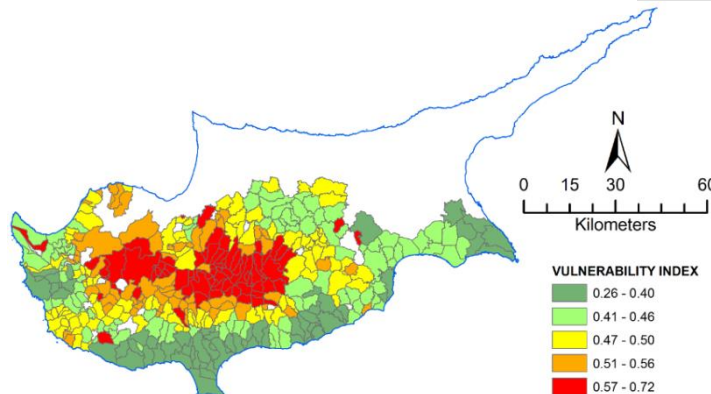 N
0 15 30 60
Kilometers
VULNERABILITY INDEX
0.26 - 0.40
0.41 - 0.46
0.47 - 0.50
0.51 - 0.56
0.57 - 0.72